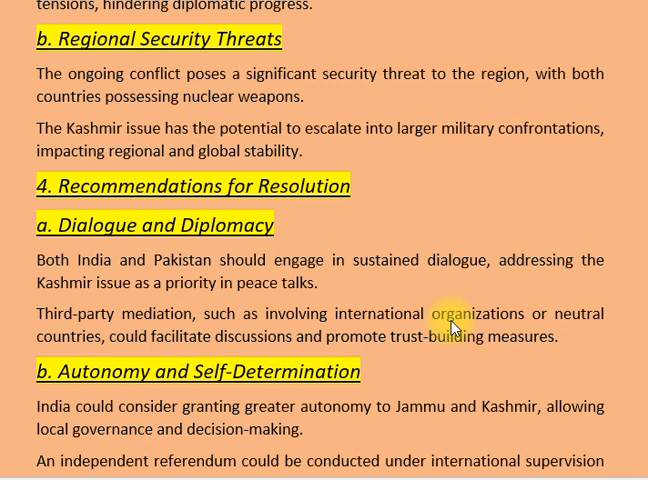 tensions, hindering diplomatic progress.
b. Regional Security Threats
The ongoing conflict poses a significant security threat to the region, with both
countries possessing nuclear weapons.
The Kashmir issue has the potential to escalate into larger military confrontations,
impacting regional and global stability.
4. Recommendations for Resolution
a. Dialogue and Diplomacy
Both India and Pakistan should engage in sustained dialogue, addressing the
Kashmir issue as a priority in peace talks.
Third-party mediation, such as involving international organizations or neutral
countries, could facilitate discussions and promote trust-building measures.
b. Autonomy and Self-Determination
India could consider granting greater autonomy to Jammu and Kashmir, allowing
local governance and decision-making.
An independent referendum could be conducted under international supervision